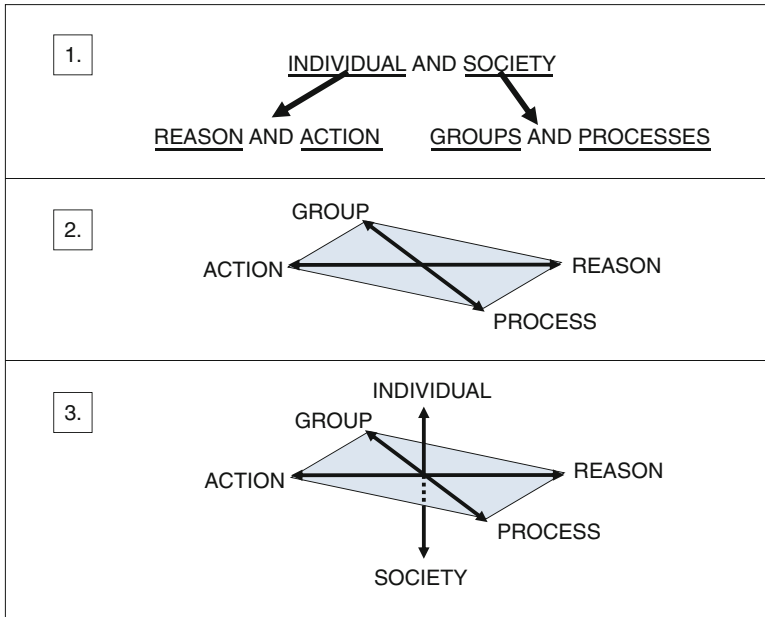 1.
INDIVIDUAL AND SOCIETY
REASON AND ACTION GROUPS AND PROCESSES
2.
GROUP
ACTION REASON
PROCESS
3.
INDIVIDUAL
GROUP
ACTION REASON
PROCESS
SOCIETY